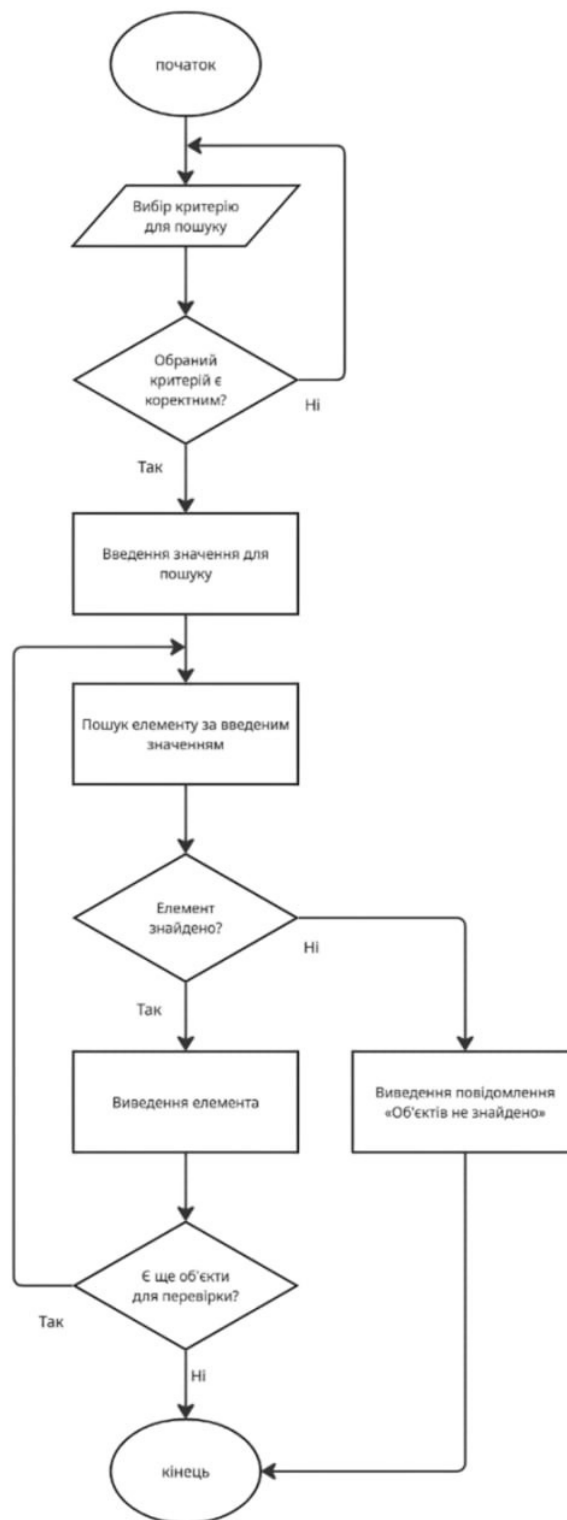 початок
Вибір критерію
для пошуку
Обраний
критерій є
коректним?
Ні
Так
Введення значення для
пошуку
Пошук елементу за введеним
значенням
Елемент
знайдено?
Ні
Так
Виведення елемента
Виведення повідомлення
«Об'єктів не знайдено»
Є ще об'єкти
для перевірки?
Так
Ні
кінець